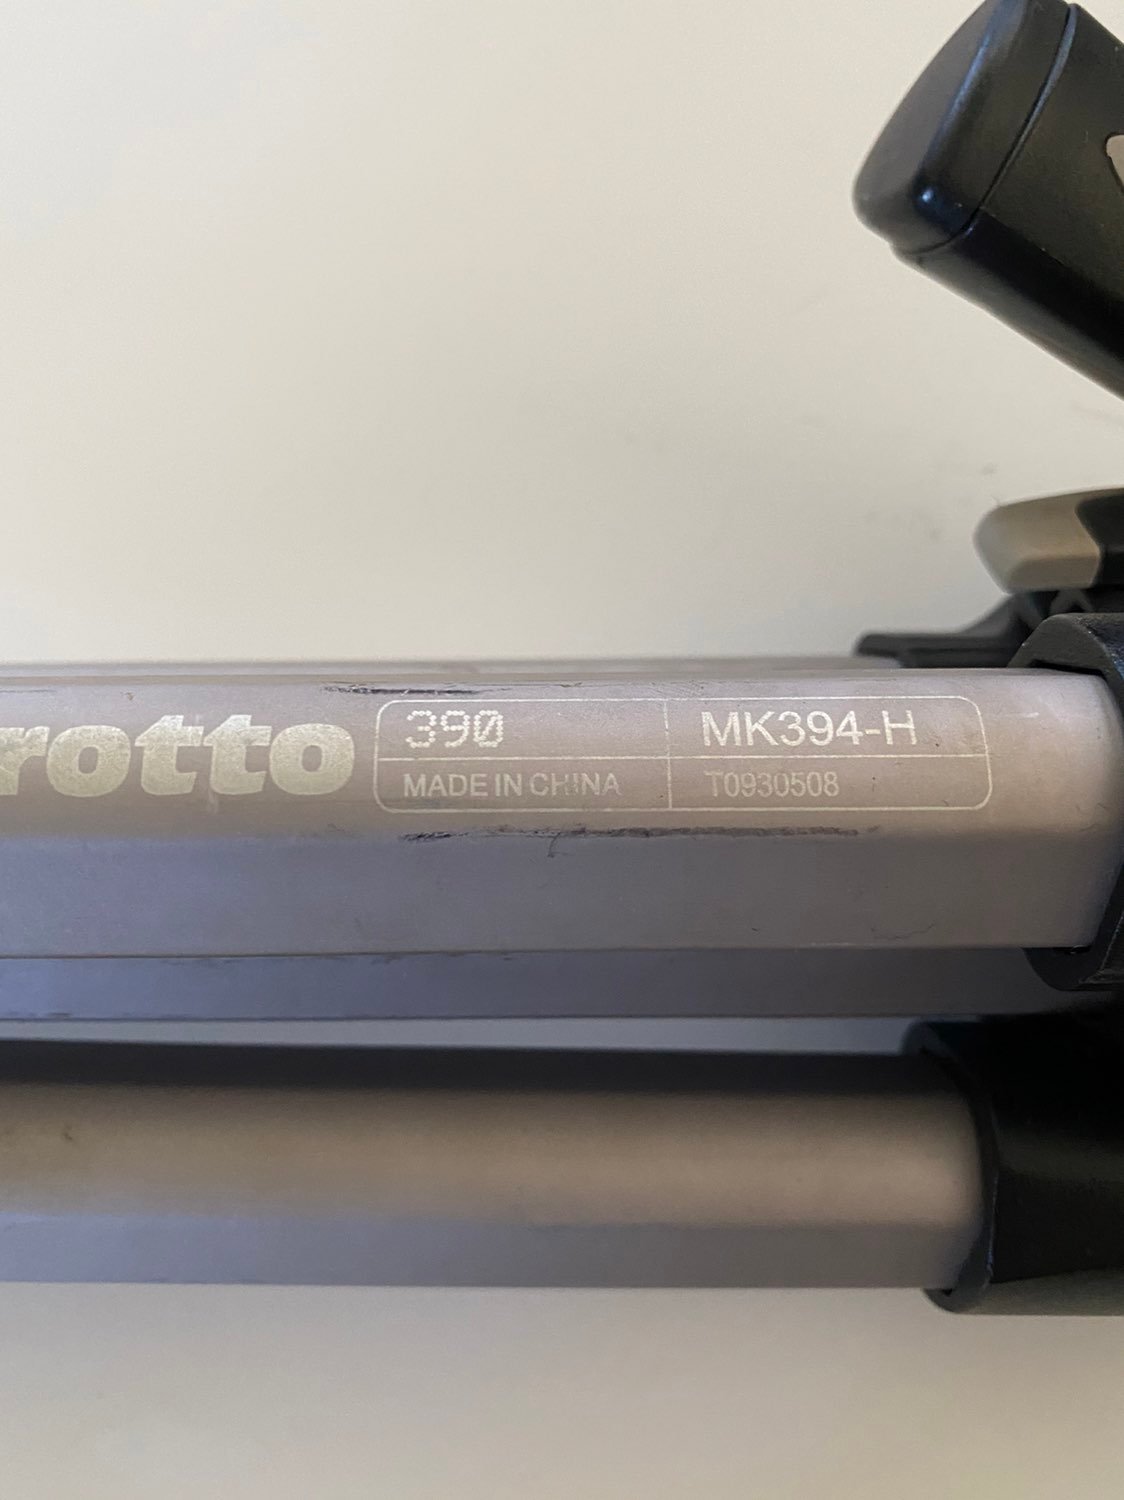 rotto
390
MK394-H
MADE IN CHINA
T0930508